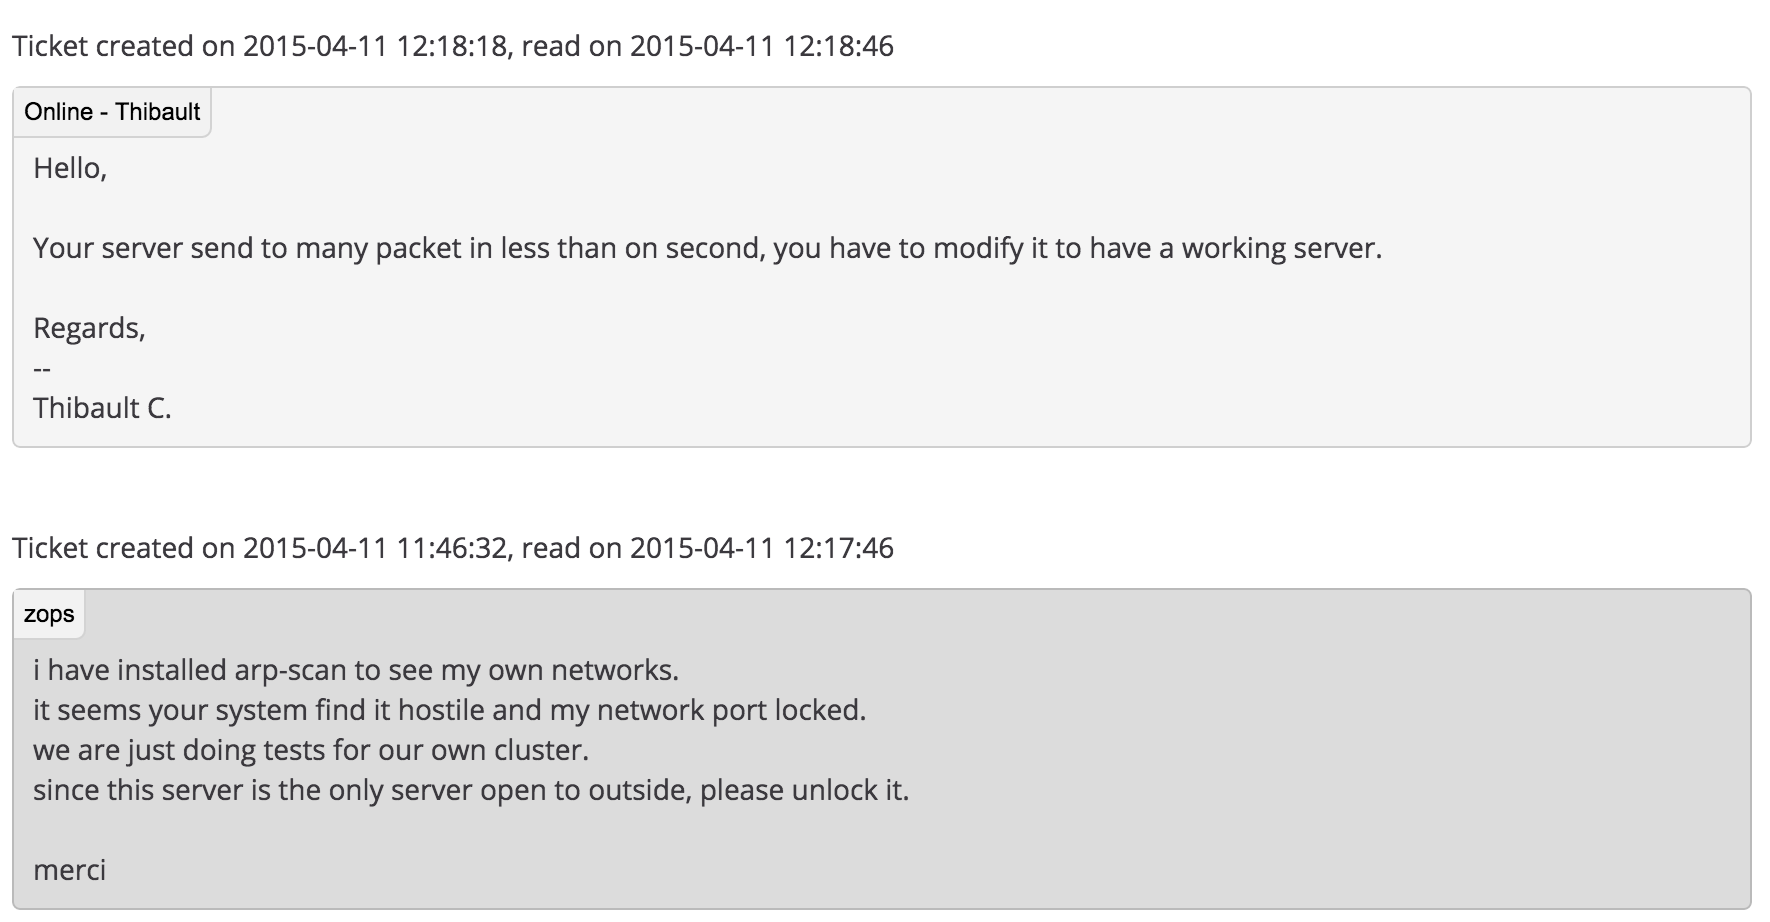 Ticket created on 2015-04-11 12:18:18, read on 2015-04-11 12:18:46
Online - Thibault
Hello,
Your server send to many packet in less than on second, you have to modify it to have a working server.
Regards,
--
Thibault C.
Ticket created on 2015-04-11 11:46:32, read on 2015-04-11 12:17:46
zops
i have installed arp-scan to see my own networks.
it seems your system find it hostile and my network port locked.
we are just doing tests for our own cluster.
since this server is the only server open to outside, please unlock it.
merci